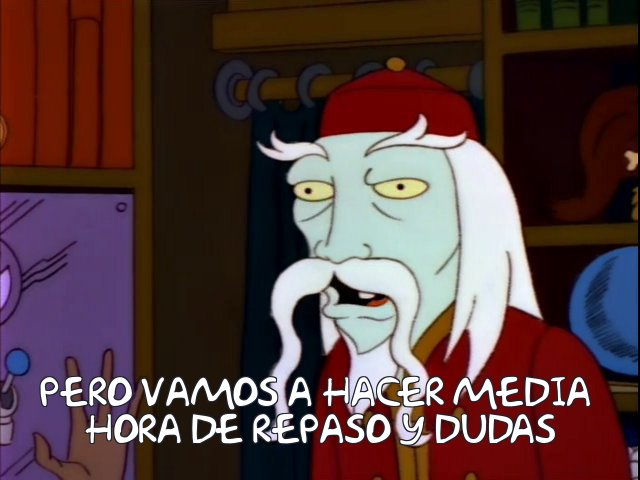 PERO VAMOS A HACER MEDIA
HORA DE REPASO Y DUDAS